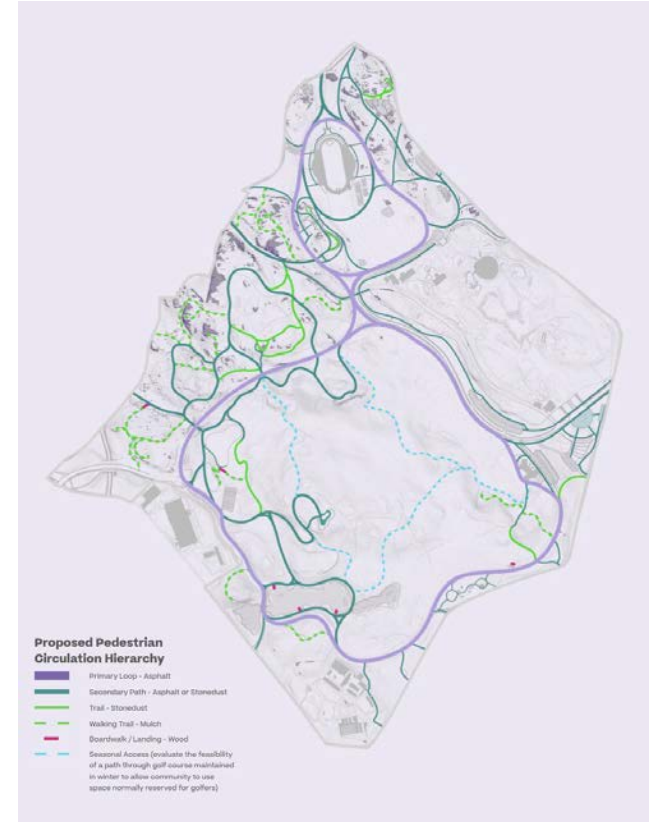 Proposed Pedestrian
Circulation Hierarchy
Primary Loop - Asphalt
Secondary Path - Asphalt or Stonedust
Trail - Stonedust
Walking Trail - Mulch
Boardwalk / Landing - Wood
Seasonal Access (evaluate the feasibility
of a path through golf course maintained
in winter to allow community to use
space normally reserved for golfers)